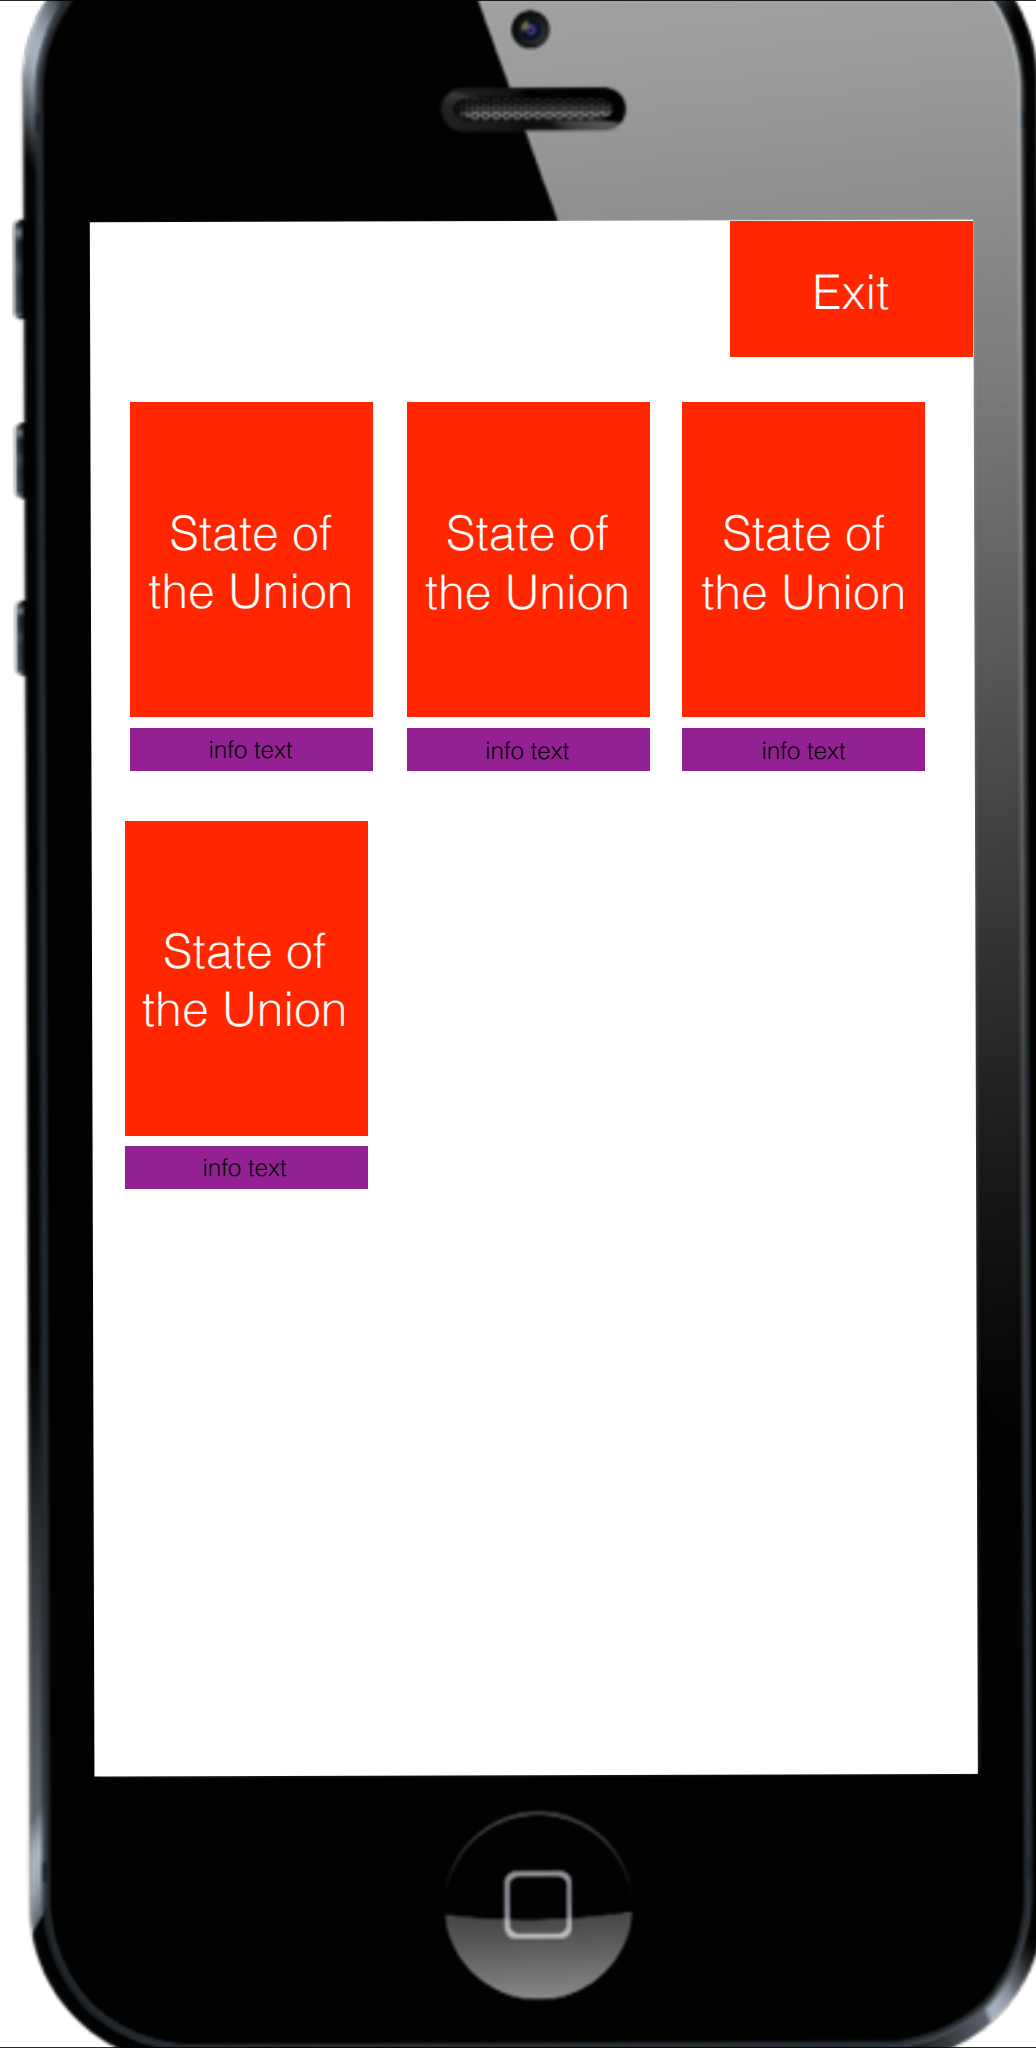 Exit
State of
the Union
State of
the Union
State of
the Union
info text
info text
info text
State of
the Union
info text